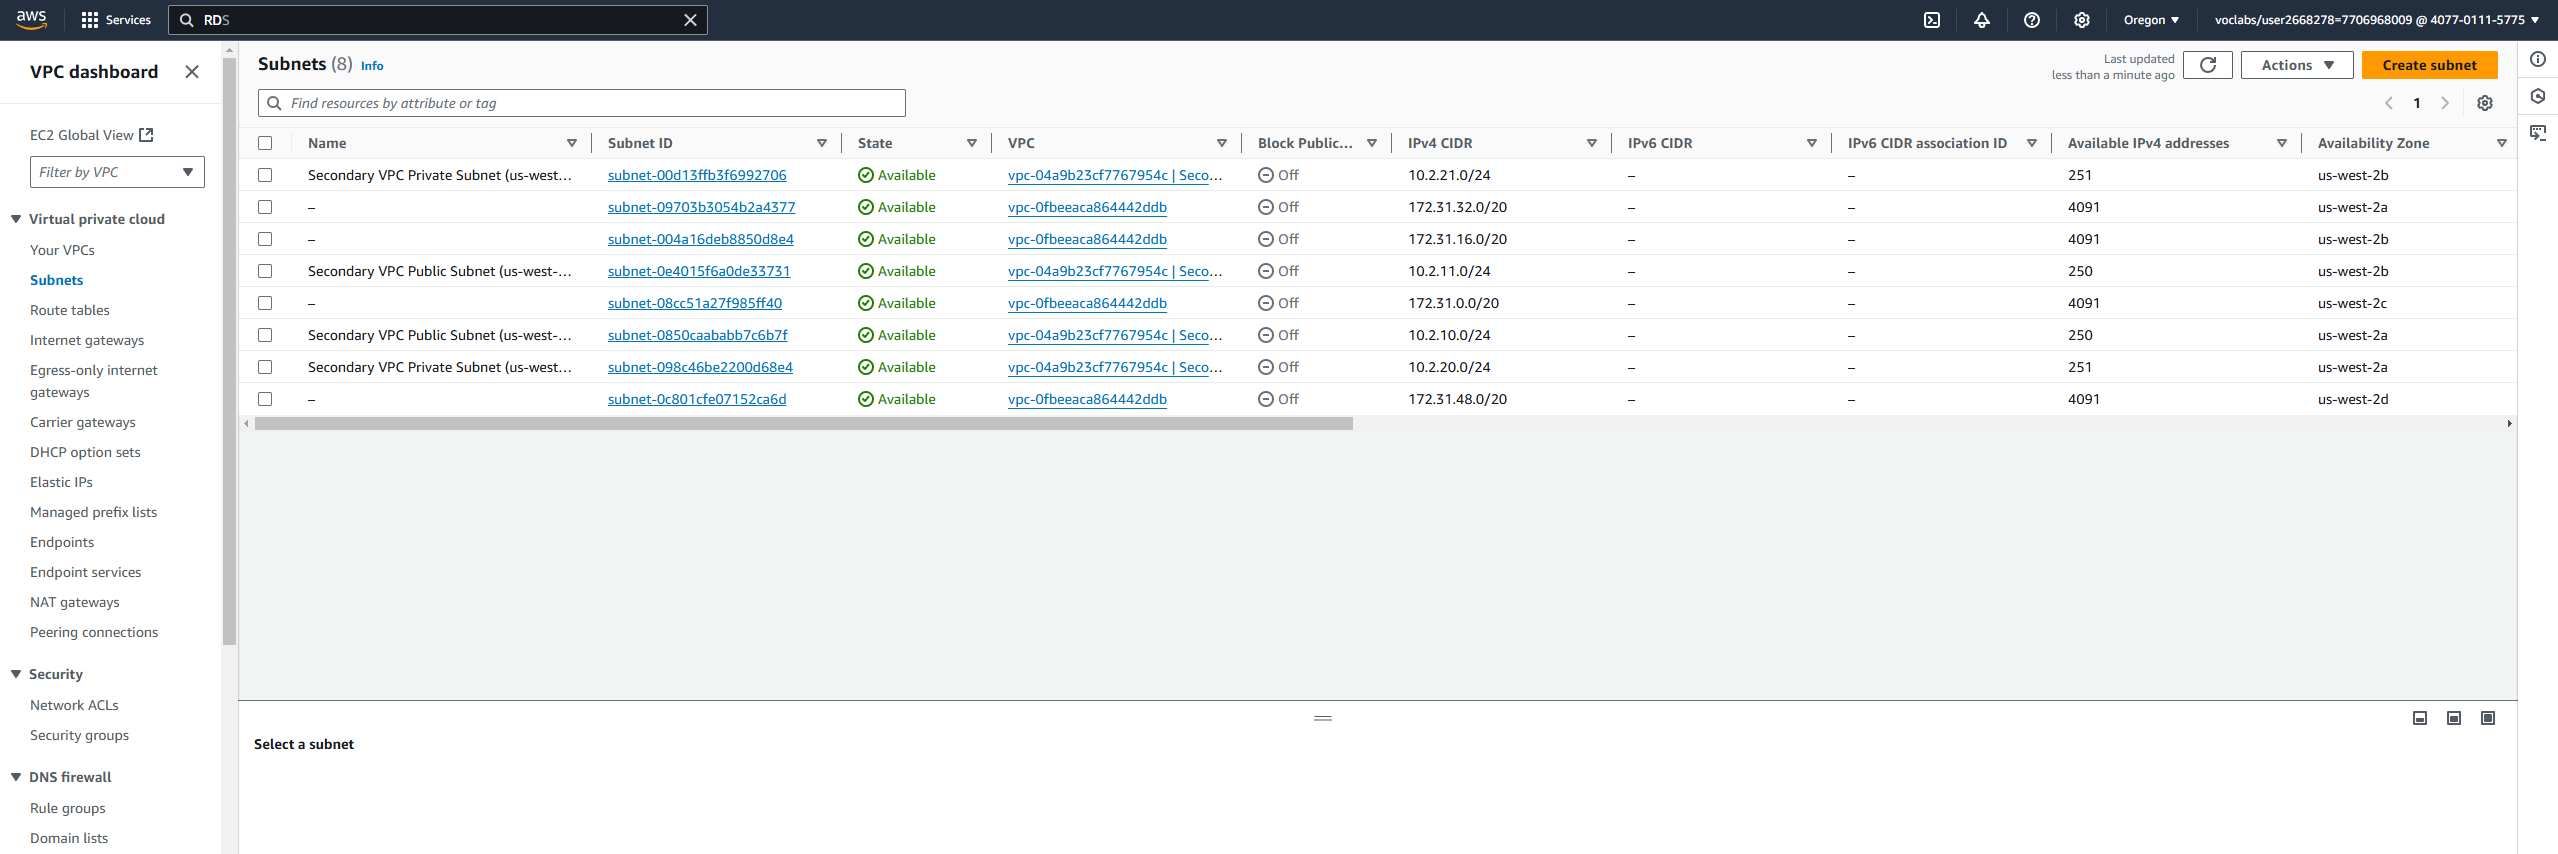 aws Services RDS Oregon voclabs/user2668278=7706968009 @ 4077-0111-5775
VPC dashboard
EC2 Global View
Filter by VPC
Virtual private cloud
Your VPCs
Subnets
Route tables
Internet gateways
Egress-only internet
gateways
Carrier gateways
DHCP option sets
Elastic IPs
Managed prefix lists
Endpoints
Endpoint services
NAT gateways
Peering connections
Security
Network ACLs
Security groups
DNS firewall
Rule groups
Domain lists
Subnets (8) Info
Last updated
less than a minute ago
Actions
Create subnet
Find resources by attribute or tag
1
Name Subnet ID State VPC Block Public... IPv4 CIDR IPv6 CIDR IPv6 CIDR association ID Available IPv4 addresses Availability Zone
Secondary VPC Private Subnet (us-west... subnet-00d13ffb3f6992706 Available vpc-04a9b23cf7767954c | Seco... Off 10.2.21.0/24 – – 251 us-west-2b
– subnet-09703b3054b2a4377 Available vpc-0fbeeaca864442ddb Off 172.31.32.0/20 – – 4091 us-west-2a
– subnet-004a16deb8850d8e4 Available vpc-0fbeeaca864442ddb Off 172.31.16.0/20 – – 4091 us-west-2b
Secondary VPC Public Subnet (us-west-... subnet-0e4015f6a0de33731 Available vpc-04a9b23cf7767954c | Seco... Off 10.2.11.0/24 – – 250 us-west-2b
– subnet-08cc51a27f985ff40 Available vpc-0fbeeaca864442ddb Off 172.31.0.0/20 – – 4091 us-west-2c
Secondary VPC Public Subnet (us-west-... subnet-0850caababb7c6b7f Available vpc-04a9b23cf7767954c | Seco... Off 10.2.10.0/24 – – 250 us-west-2a
Secondary VPC Private Subnet (us-west... subnet-098c46be2200d68e4 Available vpc-04a9b23cf7767954c | Seco... Off 10.2.20.0/24 – – 251 us-west-2a
– subnet-0c801cfe07152ca6d Available vpc-0fbeeaca864442ddb Off 172.31.48.0/20 – – 4091 us-west-2d
Select a subnet